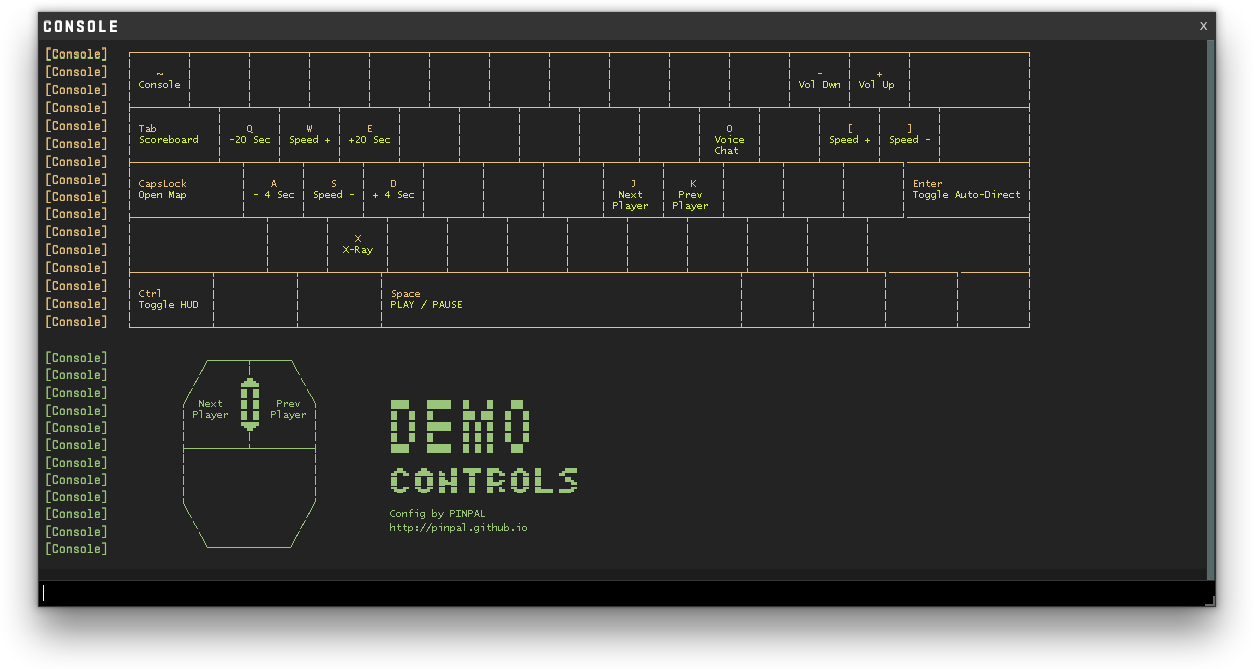 CONSOLE X
[Console]
[Console] ~ - +
[Console] Console Vol Dwn Vol Up
[Console]
[Console] Tab Q W E O [ ]
[Console] Scoreboard -20 Sec Speed + +20 Sec Voice Speed + Speed -
[Console] Chat
[Console] CapsLock A S D J K Enter
[Console] Open Map - 4 Sec Speed - + 4 Sec Next Prev Toggle Auto-Direct
[Console] Player Player
[Console] X
[Console] X-Ray
[Console]
[Console] Ctrl Space
[Console] Toggle HUD PLAY / PAUSE
[Console]
[Console]
[Console]
[Console]
[Console] Next Prev
[Console] Player Player
[Console] DEMO
[Console]
[Console] CONTROLS
[Console]
[Console] Config by PINPAL
[Console] http://pinpal.github.io
[Console]